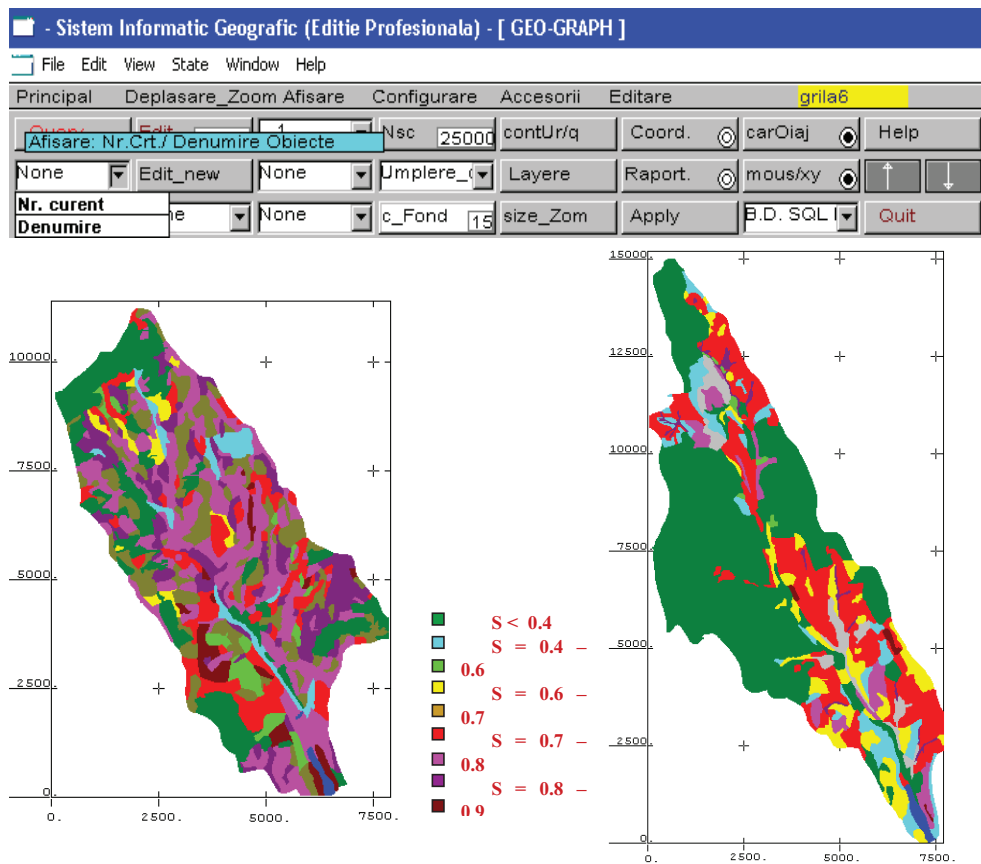 - Sistem Informatic Geografic (Editie Profesionala) - [ GEO-GRAPH ]
File Edit View State Window Help
Principal Deplasare_Zoom Afisare Configurare Accesorii Editare grila6
Nsc 25000 contUr/q Coord. carOiaj Help
Afisare: Nr.Crt./ Denumire Obiecte
None Edit_new None Umplere_ Layere Raport. mous/xy
Nr. curent
Denumire
None c_Fond 15 size_Zom Apply B.D. SQL Quit
10000.
7500.
5000.
2500.
0.
0. 2500. 5000. 7500.
S < 0.4
S = 0.4 –
0.6
S = 0.6 –
0.7
S = 0.7 –
0.8
S = 0.8 –
0.9
15000.
12500.
10000.
7500.
5000.
2500.
0.
0. 2500. 5000. 7500.